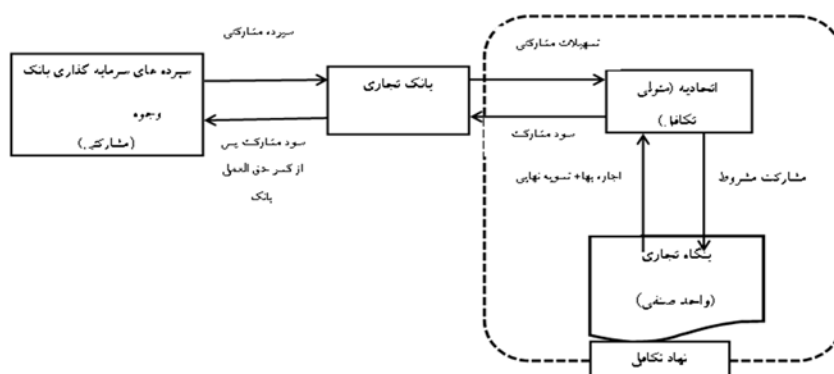 سپرده مشارکتی
تسهیلات مشارکتی
سپرده های سرمایه گذاری بانک
وجوه
(مشارکتی)
بانک تجاری
اتحادیه (متولی
تکافل)
سود مشارکت پس
از کسر حق العمل
بانک
سود مشارکت
اجاره بها+ تسویه نهایی
مشارکت مشروط
بنگاه تجاری
(واحد صنفی)
نهاد تکافل